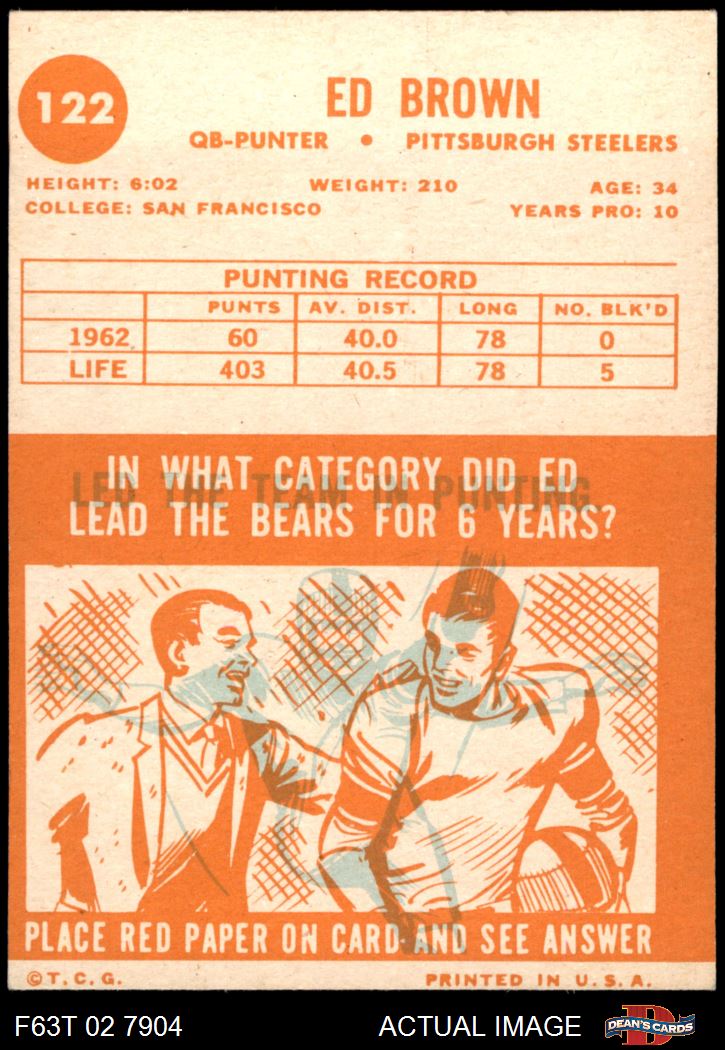 122
ED BROWN
QB-PUNTER • PITTSBURGH STEELERS
HEIGHT: 6:02 WEIGHT: 210 AGE: 34
COLLEGE: SAN FRANCISCO YEARS PRO: 10
PUNTING RECORD
PUNTS AV. DIST. LONG NO. BLK'D
1962 60 40.0 78 0
LIFE 403 40.5 78 5
IN WHAT CATEGORY DID ED
LED THE TEAM IN PUNTING
LEAD THE BEARS FOR 6 YEARS?
PLACE RED PAPER ON CARD AND SEE ANSWER
© T. C. G. PRINTED IN U. S. A.
F63T 02 7904 ACTUAL IMAGE D DEAN'S CARDS